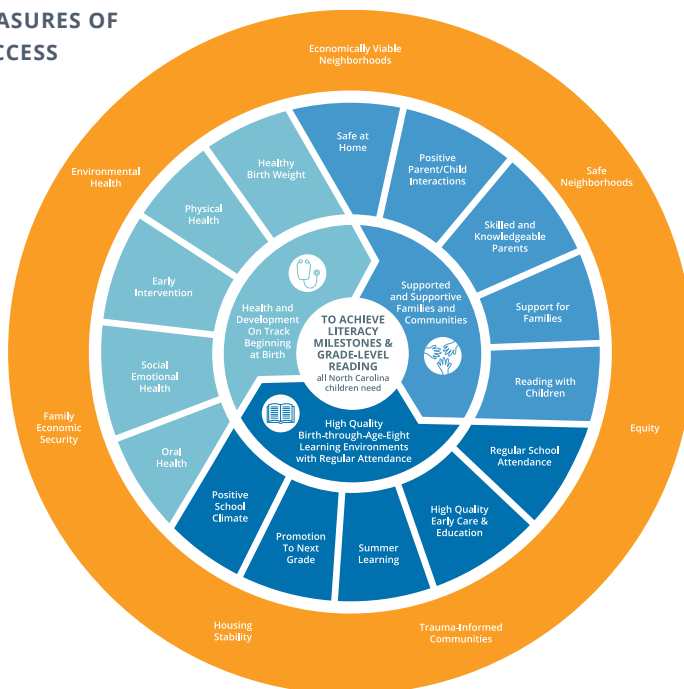 ASURES OF
CCESS
Economically Viable
Neighborhoods
Environmental
Health
Safe
Neighborhoods
Family
Economic
Security
Equity
Housing
Stability
Trauma-Informed
Communities
Healthy
Birth Weight
Physical
Health
Early
Intervention
Social
Emotional
Health
Oral
Health
Safe at
Home
Positive
Parent/Child
Interactions
Skilled and
Knowledgeable
Parents
Support for
Families
Reading with
Children
Regular School
Attendance
High Quality
Early Care &
Education
Summer
Learning
Promotion
To Next
Grade
Positive
School
Climate
Health and
Development
On Track
Beginning
at Birth
Supported
and Supportive
Families and
Communities
High Quality
Birth-through-Age-Eight
Learning Environments
with Regular Attendance
TO ACHIEVE
LITERACY
MILESTONES &
GRADE-LEVEL
READING
all North Carolina
children need